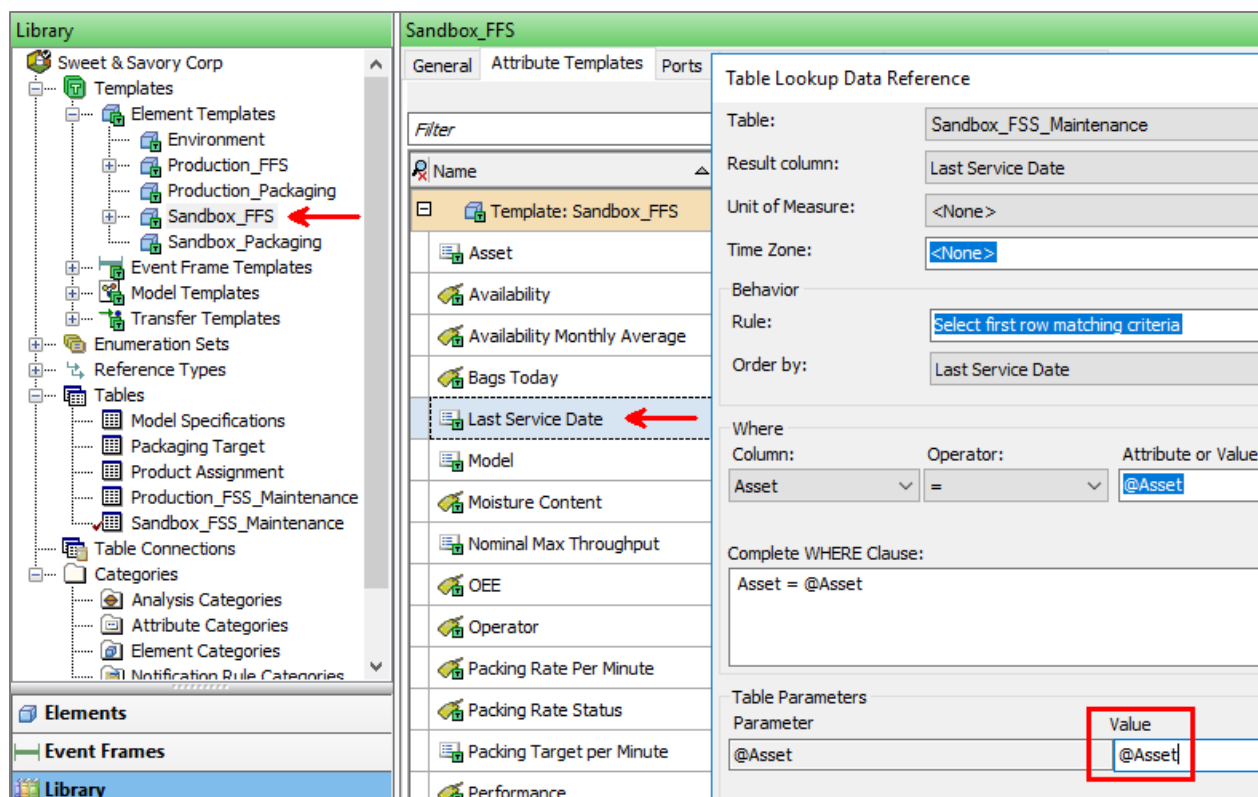 Library
Sweet & Savory Corp
Templates
Element Templates
Environment
Production_FFS
Production_Packaging
Sandbox_FFS
Sandbox_Packaging
Event Frame Templates
Model Templates
Transfer Templates
Enumeration Sets
Reference Types
Tables
Model Specifications
Packaging Target
Product Assignment
Production_FSS_Maintenance
Sandbox_FSS_Maintenance
Table Connections
Categories
Analysis Categories
Attribute Categories
Element Categories
Notification Rule Categories
Elements
Event Frames
Library
Sandbox_FFS
General Attribute Templates Ports
Filter
Name
Template: Sandbox_FFS
Asset
Availability
Availability Monthly Average
Bags Today
Last Service Date
Model
Moisture Content
Nominal Max Throughput
OEE
Operator
Packing Rate Per Minute
Packing Rate Status
Packing Target per Minute
Performance
Table Lookup Data Reference
Table: Sandbox_FSS_Maintenance
Result column: Last Service Date
Unit of Measure: <None>
Time Zone: <None>
Behavior
Rule: Select first row matching criteria
Order by: Last Service Date
Where
Column: Operator: Attribute or Value
Asset = @Asset
Complete WHERE Clause:
Asset = @Asset
Table Parameters
Parameter Value
@Asset @Asset